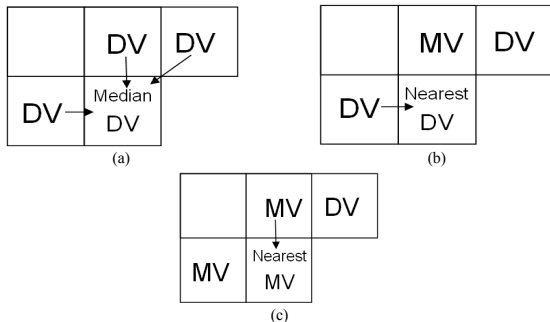 DV DV
DV Median
DV
(a)
MV DV
DV Nearest
DV
(b)
MV DV
MV Nearest
MV
(c)